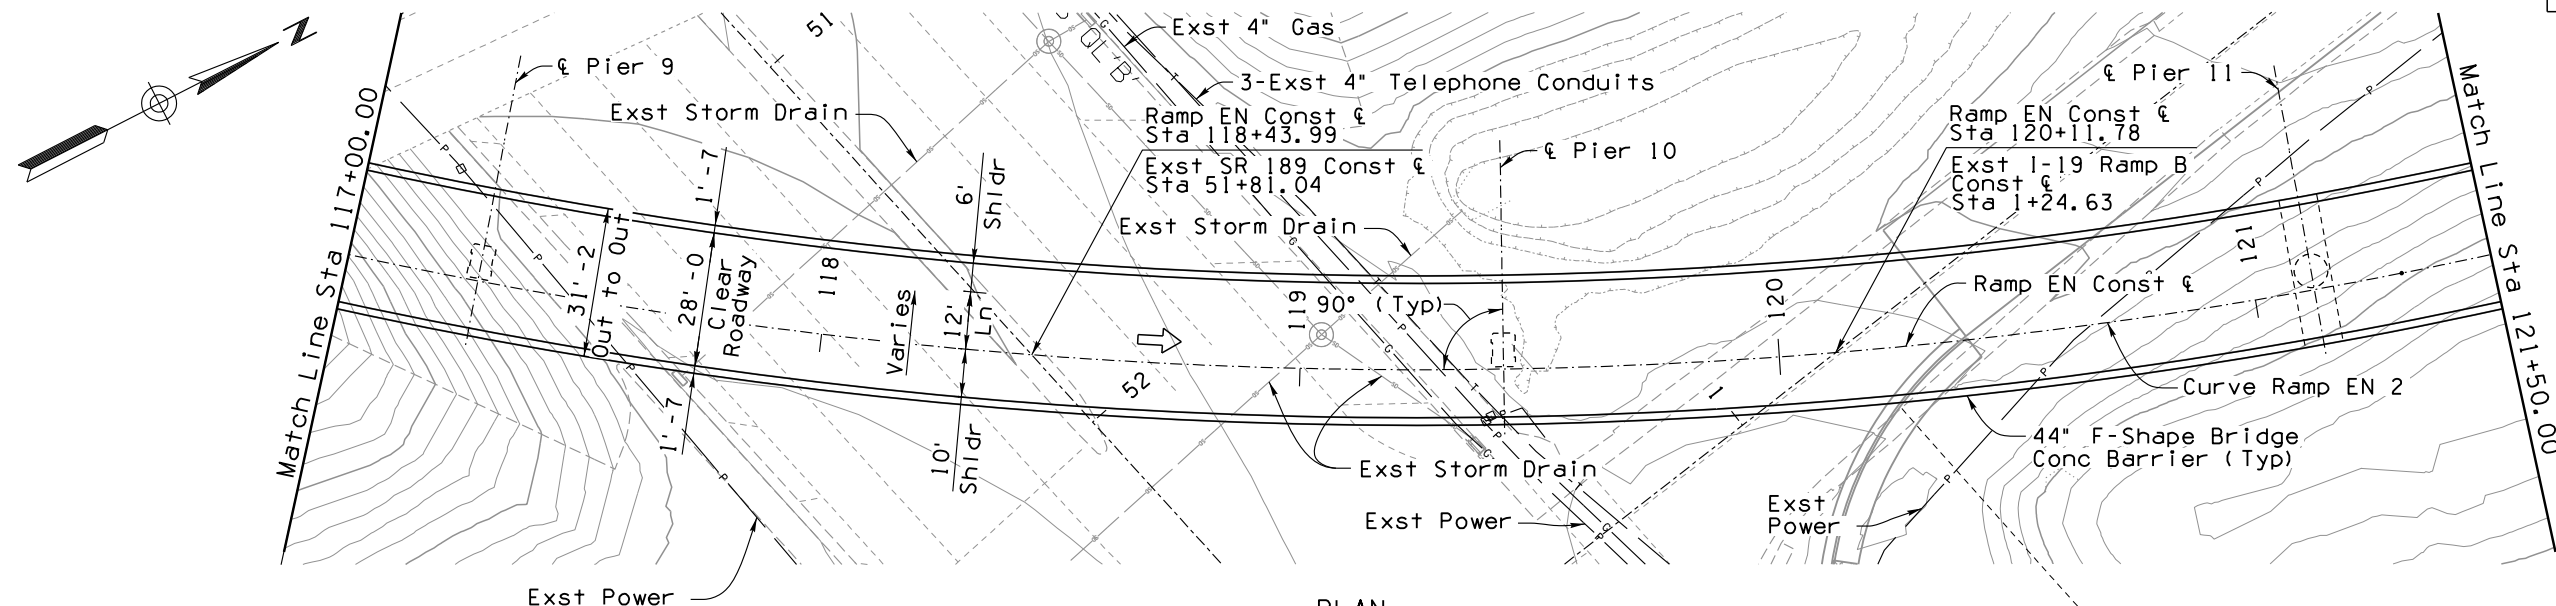 N
Match Line Sta 117+00.00
℄ Pier 9
Exst Storm Drain
51
QL 'B'
Exst 4" Gas
3-Exst 4" Telephone Conduits
Ramp EN Const ℄
Sta 118+43.99
Exst SR 189 Const ℄
Sta 51+81.04
Exst Storm Drain
℄ Pier 10
℄ Pier 11
Ramp EN Const ℄
Sta 120+11.78
Exst I-19 Ramp B
Const ℄
Sta 1+24.63
Match Line Sta 121+50.00
31'-2
Out to Out
1'-7
28'-0
Clear
Roadway
1'-7
118
Varies
6'
Shldr
12'
Ln
10'
Shldr
52
119
90° (Typ)
120
1
121
Ramp EN Const ℄
Curve Ramp EN 2
44" F-Shape Bridge
Conc Barrier (Typ)
Exst Storm Drain
Exst Power
Exst
Power
Exst Power
PLAN